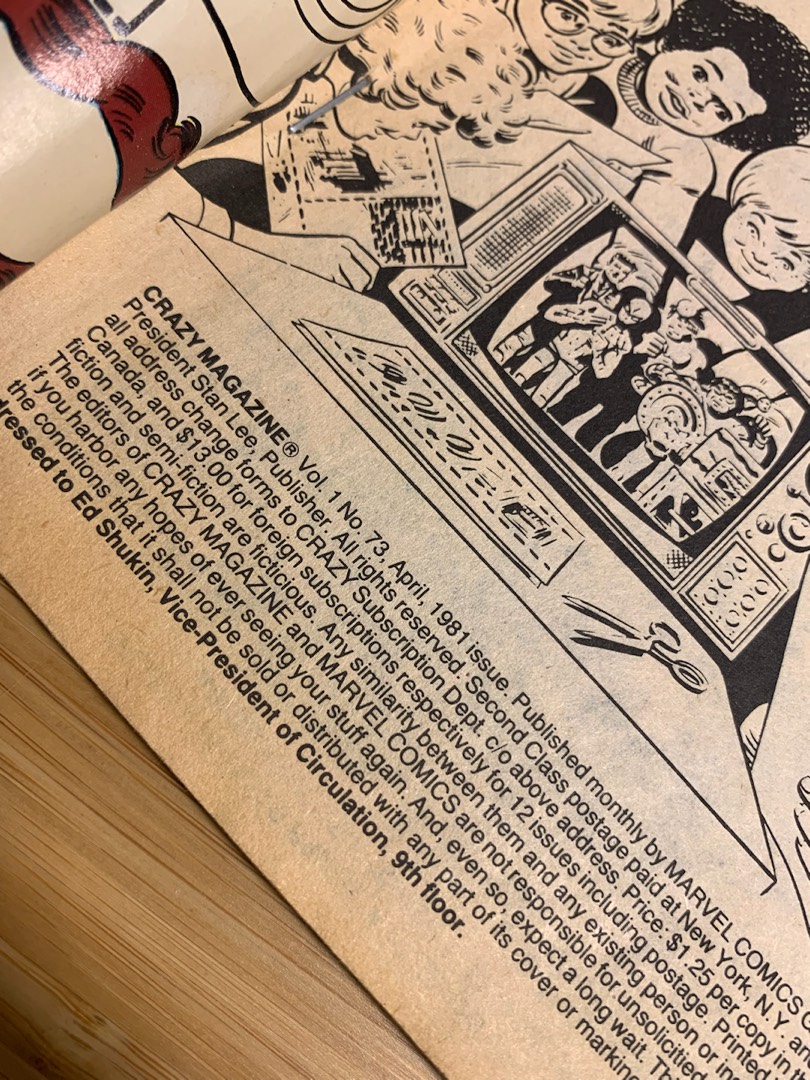 CRAZY MAGAZINE® Vol. 1 No. 73, April, 1981 issue. Published monthly by MARVEL COMICS G
President Stan Lee, Publisher. All rights reserved. Second Class postage paid at New York, N.Y. an
all address change forms to CRAZY Subscription Dept. c/o above address. Price: $1.25 per copy in th
Canada, and $13.00 for foreign subscriptions respectively for 12 issues including postage. Printed
fiction and semi-fiction are ficticious. Any similarity between them and any existing person or in
The editors of CRAZY MAGAZINE and MARVEL COMICS are not responsible for unsolicitied
if you harbor any hopes of ever seeing your stuff again. And, even so, expect a long wait. Th
the conditions that it shall not be sold or distributed with any part of its cover or marking
dressed to Ed Shukin, Vice-President of Circulation, 9th floor.